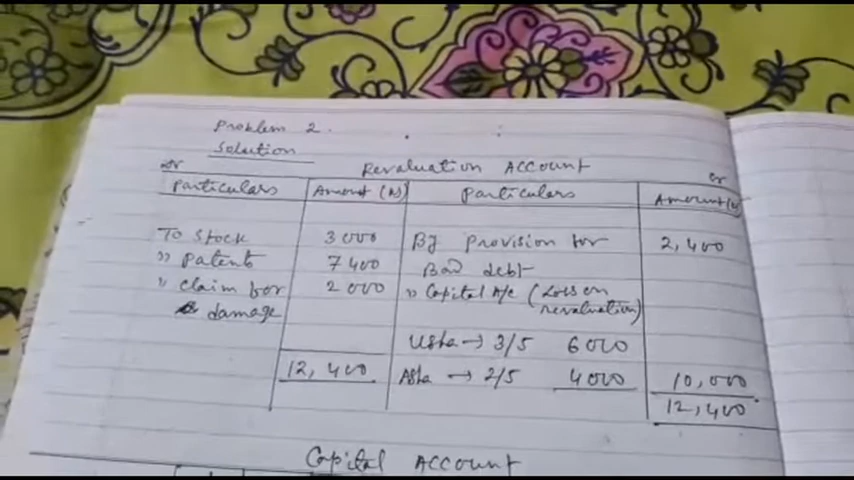 Problem 2.
Solution
Dr Revaluation Account Cr
Particulars Amount (Rs) Particulars Amount(₹)
To Stock 3000 By provision for 2,400
" patent 7400 Bad debt
" claim for 2000 " Capital A/c (Loss on
damage revaluation)
Usha → 3/5 6000
12,400 Asha → 2/5 4000 10,000
12,400
Capital Account